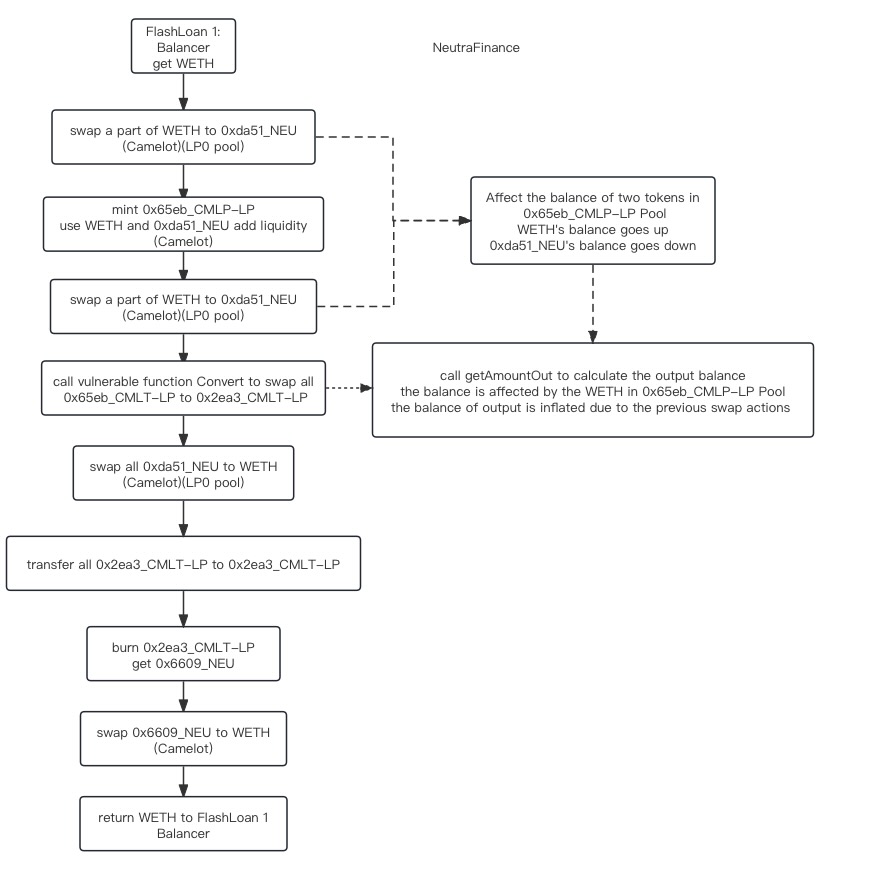 FlashLoan 1:
Balancer
get WETH
NeutraFinance
swap a part of WETH to 0xda51_NEU
(Camelot)(LP0 pool)
mint 0x65eb_CMLP-LP
use WETH and 0xda51_NEU add liquidity
(Camelot)
Affect the balance of two tokens in
0x65eb_CMLP-LP Pool
WETH's balance goes up
0xda51_NEU's balance goes down
swap a part of WETH to 0xda51_NEU
(Camelot)(LP0 pool)
call vulnerable function Convert to swap all
0x65eb_CMLT-LP to 0x2ea3_CMLT-LP
call getAmountOut to calculate the output balance
the balance is affected by the WETH in 0x65eb_CMLP-LP Pool
the balance of output is inflated due to the previous swap actions
swap all 0xda51_NEU to WETH
(Camelot)(LP0 pool)
transfer all 0x2ea3_CMLT-LP to 0x2ea3_CMLT-LP
burn 0x2ea3_CMLT-LP
get 0x6609_NEU
swap 0x6609_NEU to WETH
(Camelot)
return WETH to FlashLoan 1
Balancer